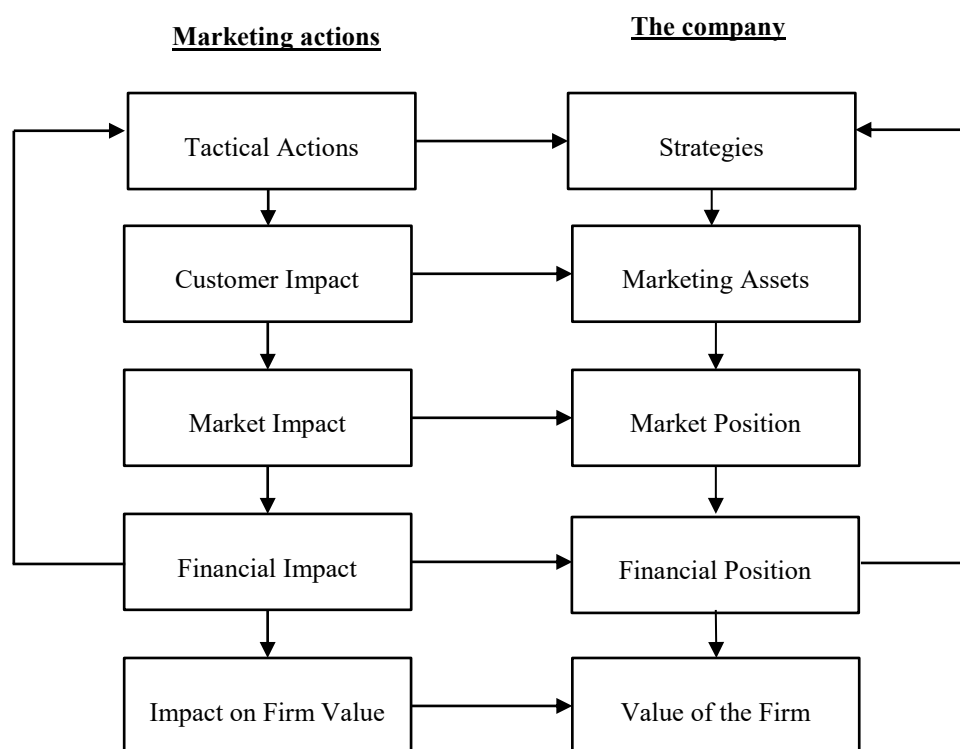 Marketing actions
The company
Tactical Actions
Strategies
Customer Impact
Marketing Assets
Market Impact
Market Position
Financial Impact
Financial Position
Impact on Firm Value
Value of the Firm